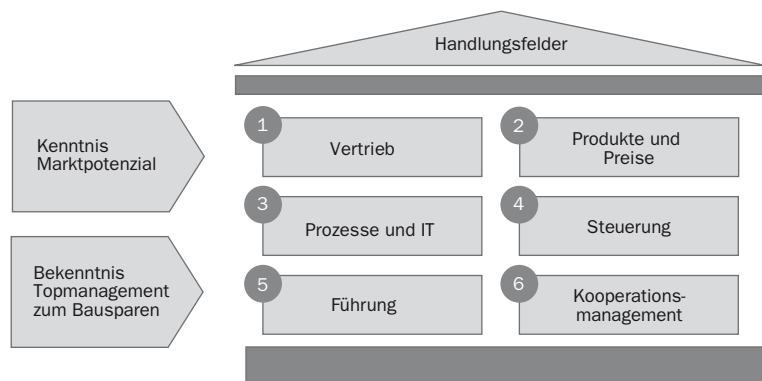 Handlungsfelder
Kenntnis
Marktpotenzial
1
Vertrieb
2
Produkte und
Preise
3
Prozesse und IT
4
Steuerung
Bekenntnis
Topmanagement
zum Bausparen
5
Führung
6
Kooperations-
management